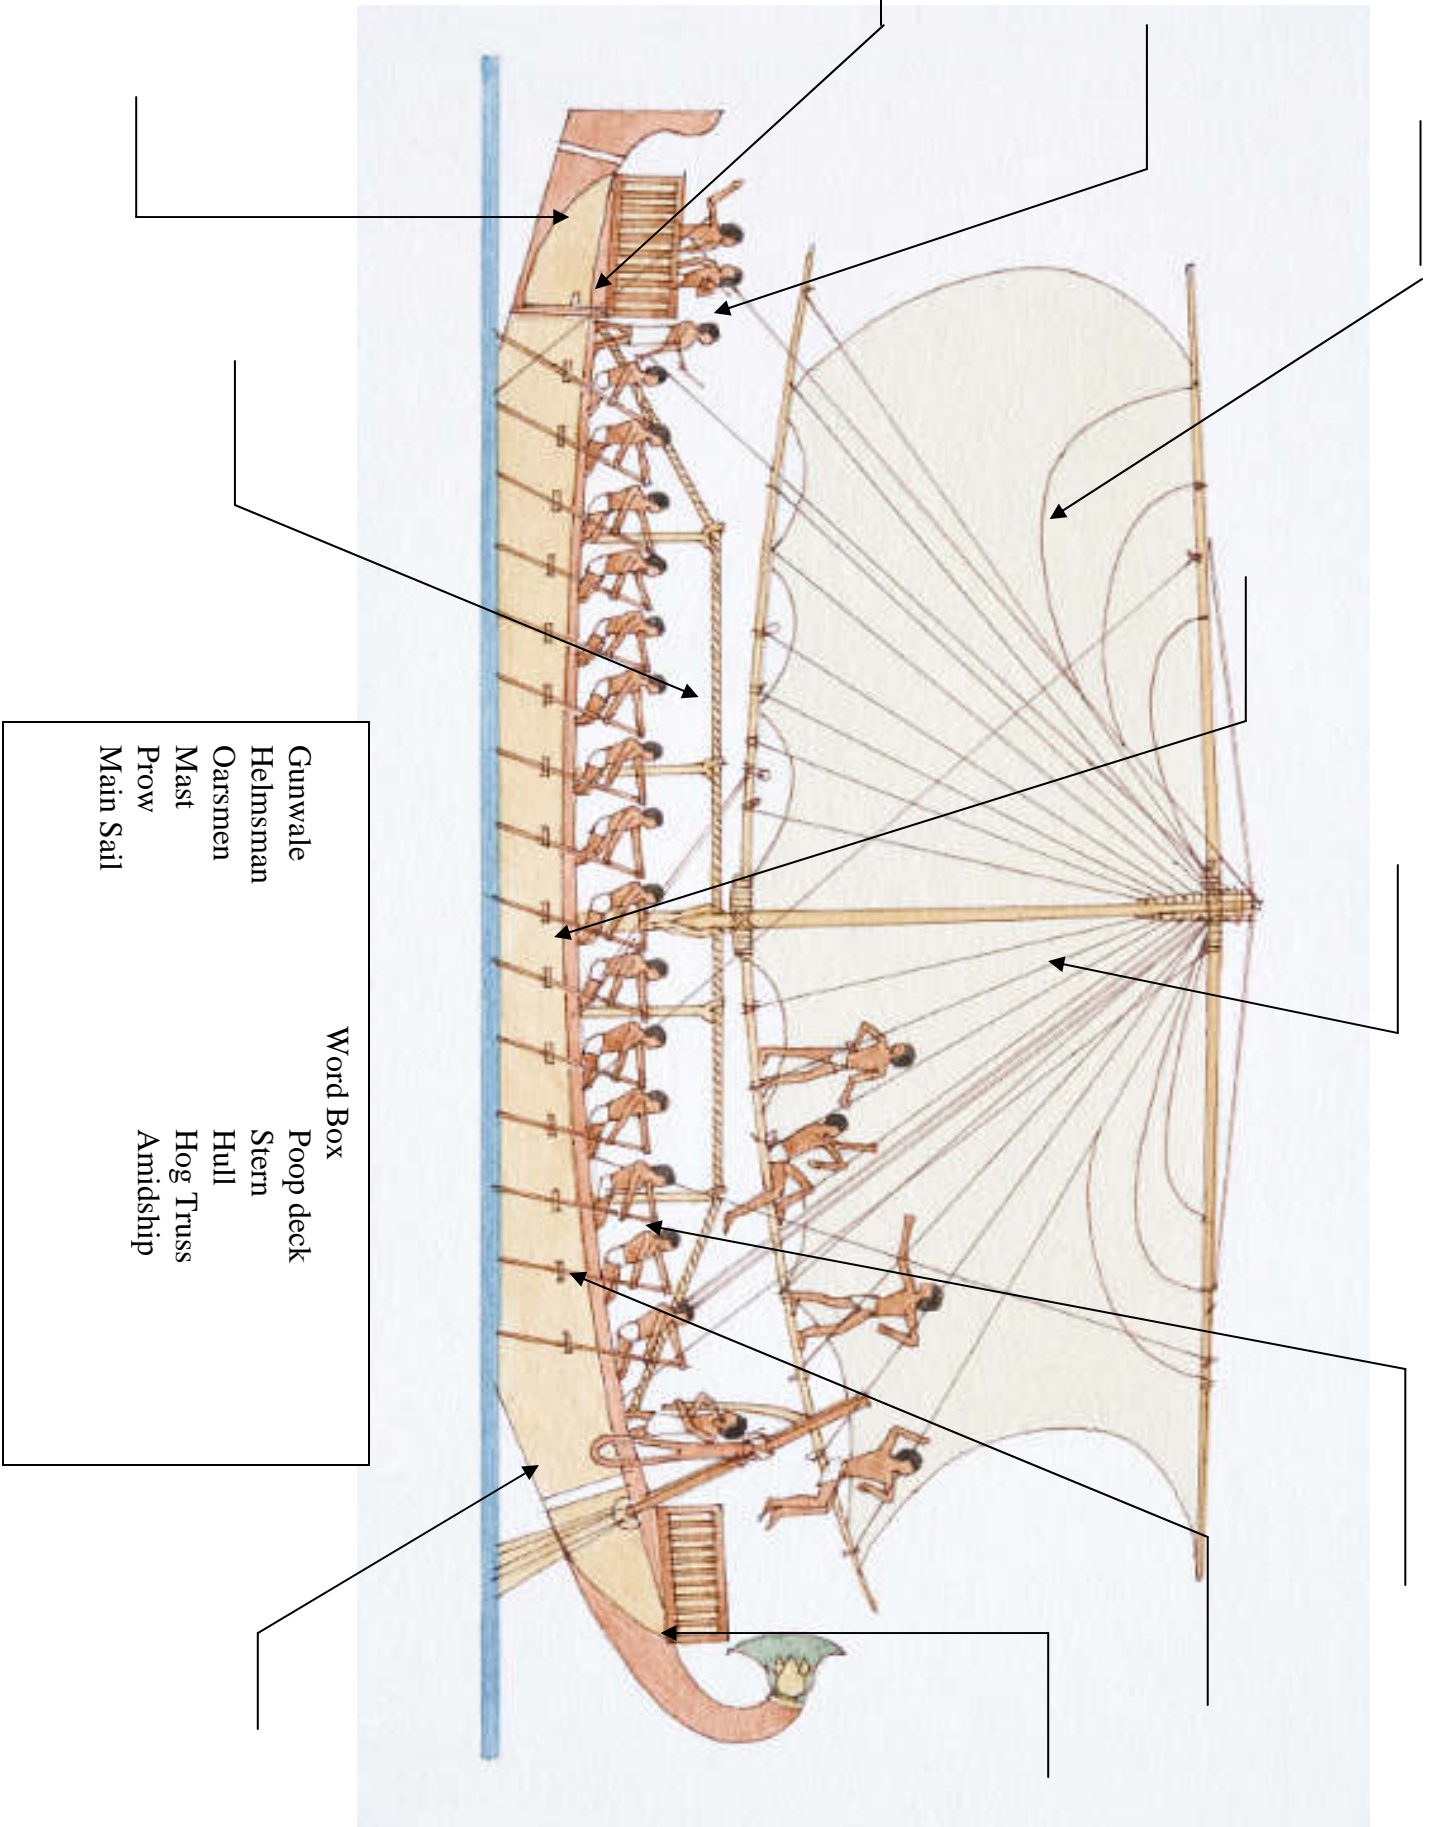 Word Box
Gunwale Poop deck
Helmsman Stern
Oarsmen Hull
Mast Hog Truss
Prow Amidship
Main Sail